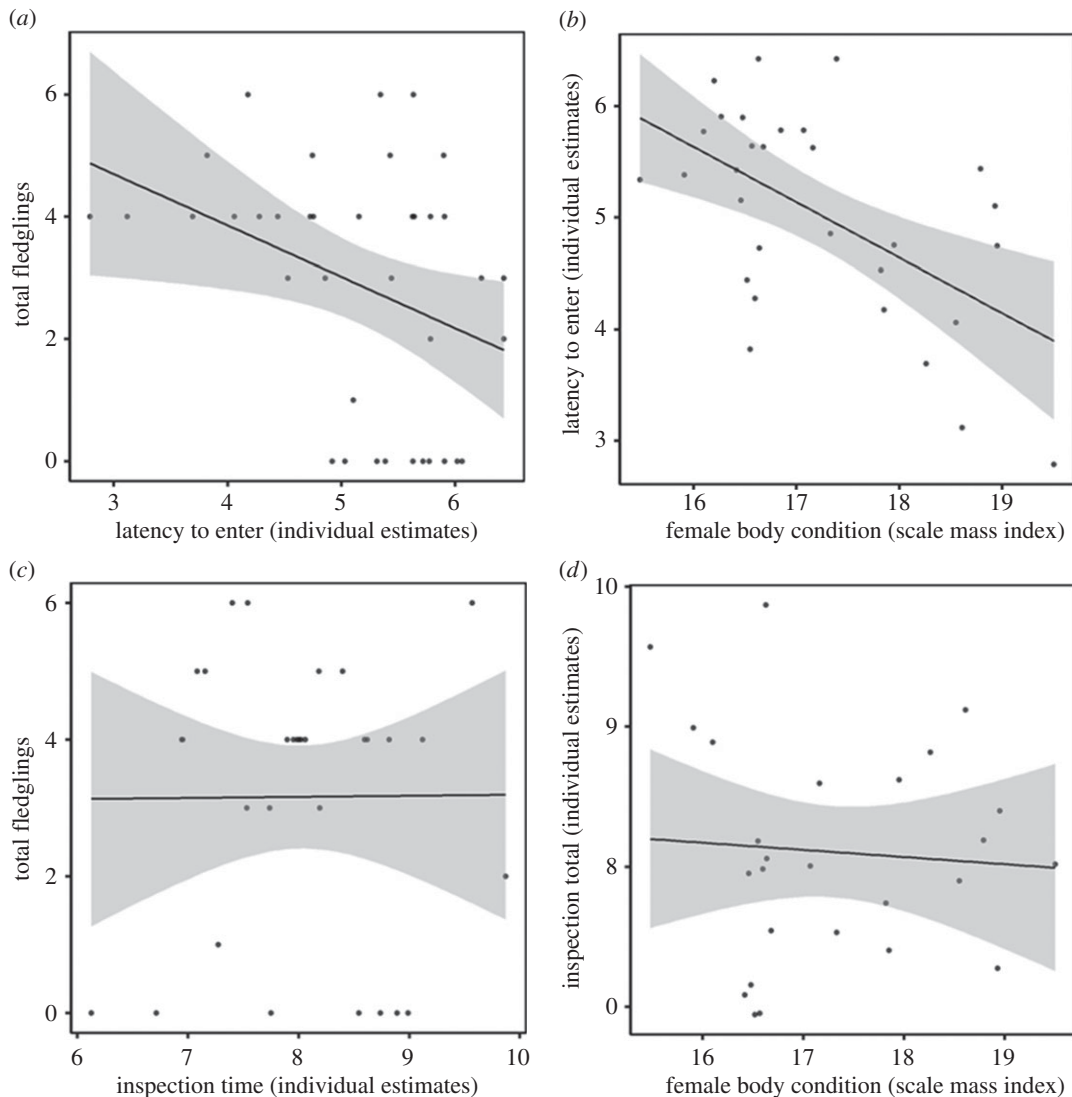 (a)
6
4
2
0
total fledglings
3 4 5 6
latency to enter (individual estimates)
(b)
6
5
4
3
latency to enter (individual estimates)
16 17 18 19
female body condition (scale mass index)
(c)
6
4
2
0
total fledglings
6 7 8 9 10
inspection time (individual estimates)
(d)
10
9
8
0
inspection total (individual estimates)
16 17 18 19
female body condition (scale mass index)